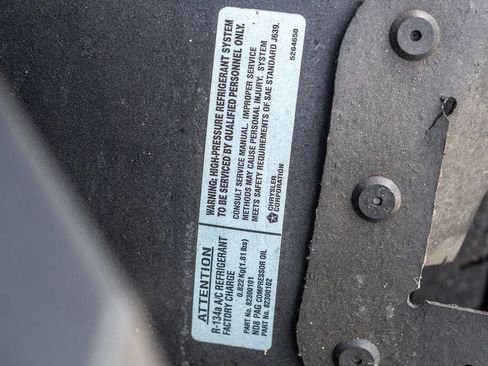 ATTENTION
R-134a A/C REFRIGERANT
FACTORY CHARGE
0.822 Kg(1.81 lbs)
PART No. 82300101
ND8 PAG COMPRESSOR OIL
PART No. 82300102
WARNING: HIGH-PRESSURE REFRIGERANT SYSTEM
TO BE SERVICED BY QUALIFIED PERSONNEL ONLY.
CONSULT SERVICE MANUAL. IMPROPER SERVICE
METHODS MAY CAUSE PERSONAL INJURY. SYSTEM
MEETS SAFETY REQUIREMENTS OF SAE STANDARD J639.
CHRYSLER
CORPORATION
5264650